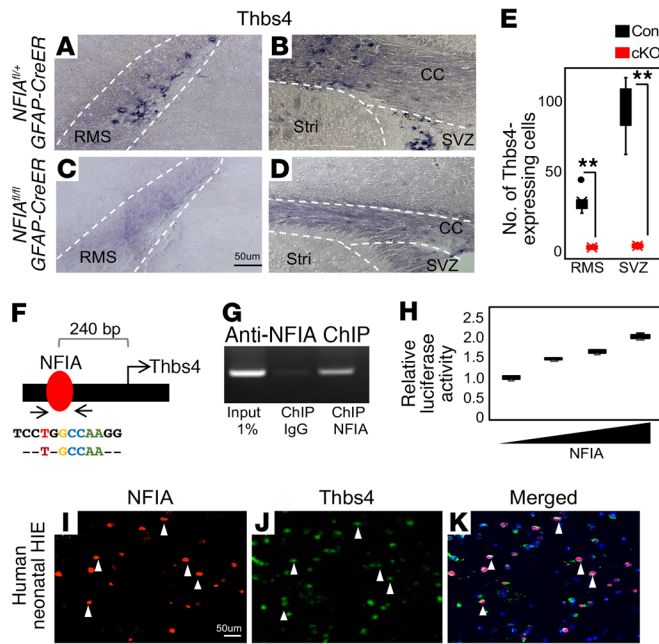 Thbs4
A
B
E
Con
cKO
NFIAfl/+
GFAP-CreER
RMS
Stri
CC
SVZ
C
D
NFIAfl/fl
GFAP-CreER
RMS
50um
Stri
CC
SVZ
No. of Thbs4-
expressing cells
100
50
0
**
**
RMS SVZ
F
240 bp
NFIA
Thbs4
TCCTGGCCAAGG
--T-GCCAA--
G
Anti-NFIA ChIP
Input
1%
ChIP
IgG
ChIP
NFIA
H
Relative
luciferase
activity
2.5
2.0
1.5
1.0
0
NFIA
NFIA
Thbs4
Merged
Human
neonatal HIE
I
50um
J
K